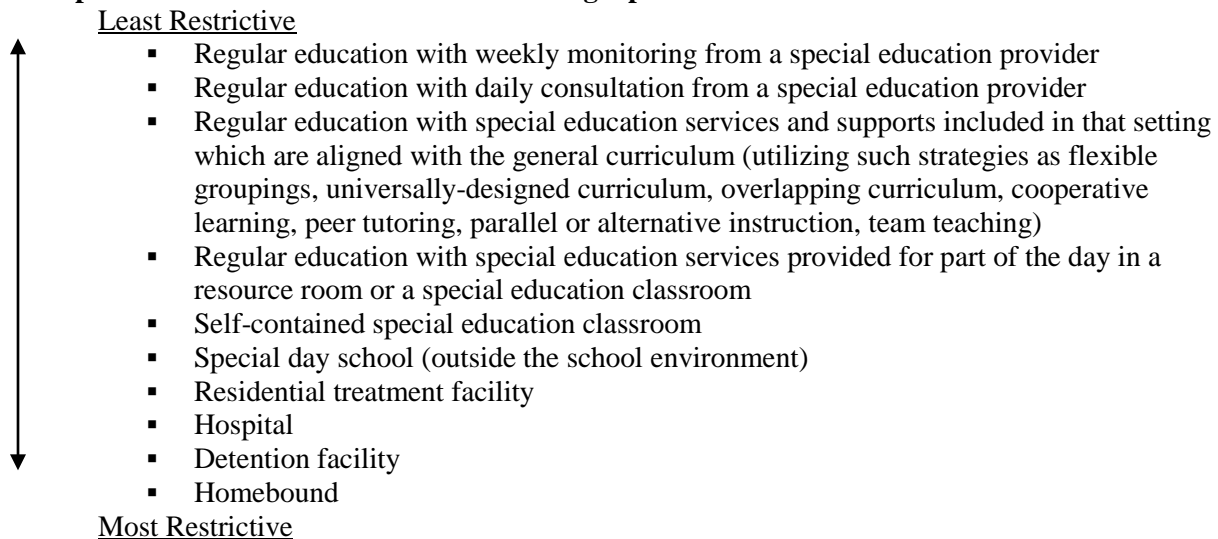 Least Restrictive
▪ Regular education with weekly monitoring from a special education provider
▪ Regular education with daily consultation from a special education provider
▪ Regular education with special education services and supports included in that setting
which are aligned with the general curriculum (utilizing such strategies as flexible
groupings, universally-designed curriculum, overlapping curriculum, cooperative
learning, peer tutoring, parallel or alternative instruction, team teaching)
▪ Regular education with special education services provided for part of the day in a
resource room or a special education classroom
▪ Self-contained special education classroom
▪ Special day school (outside the school environment)
▪ Residential treatment facility
▪ Hospital
▪ Detention facility
▪ Homebound
Most Restrictive